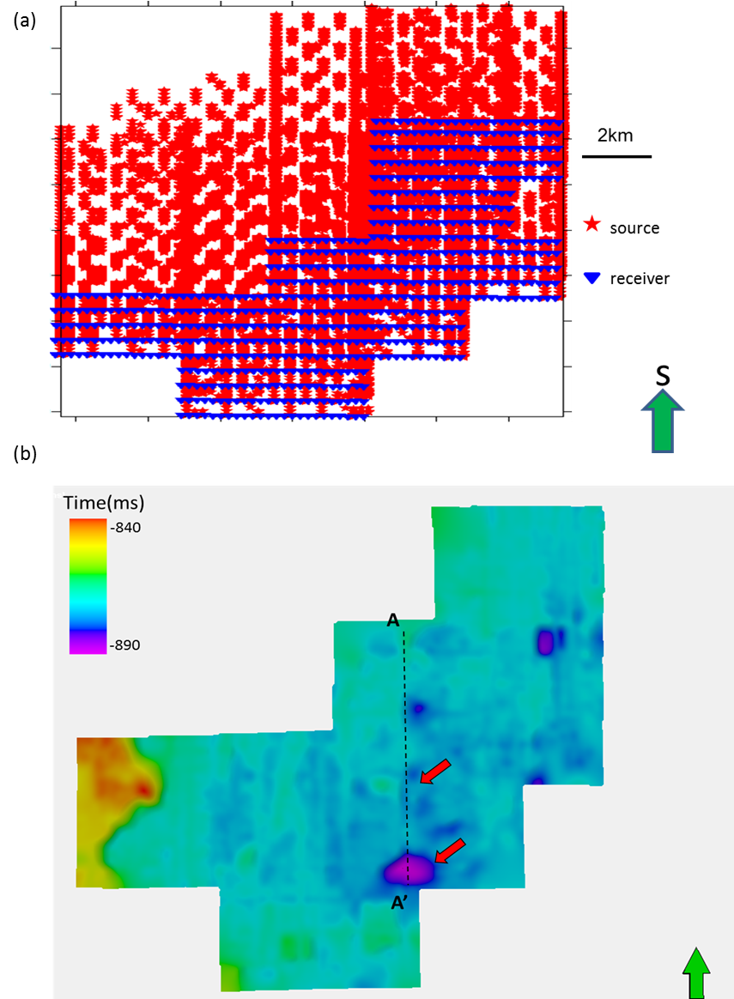 (a)
2km
source
receiver
S
(b)
Time(ms)
-840
-890
A
A’